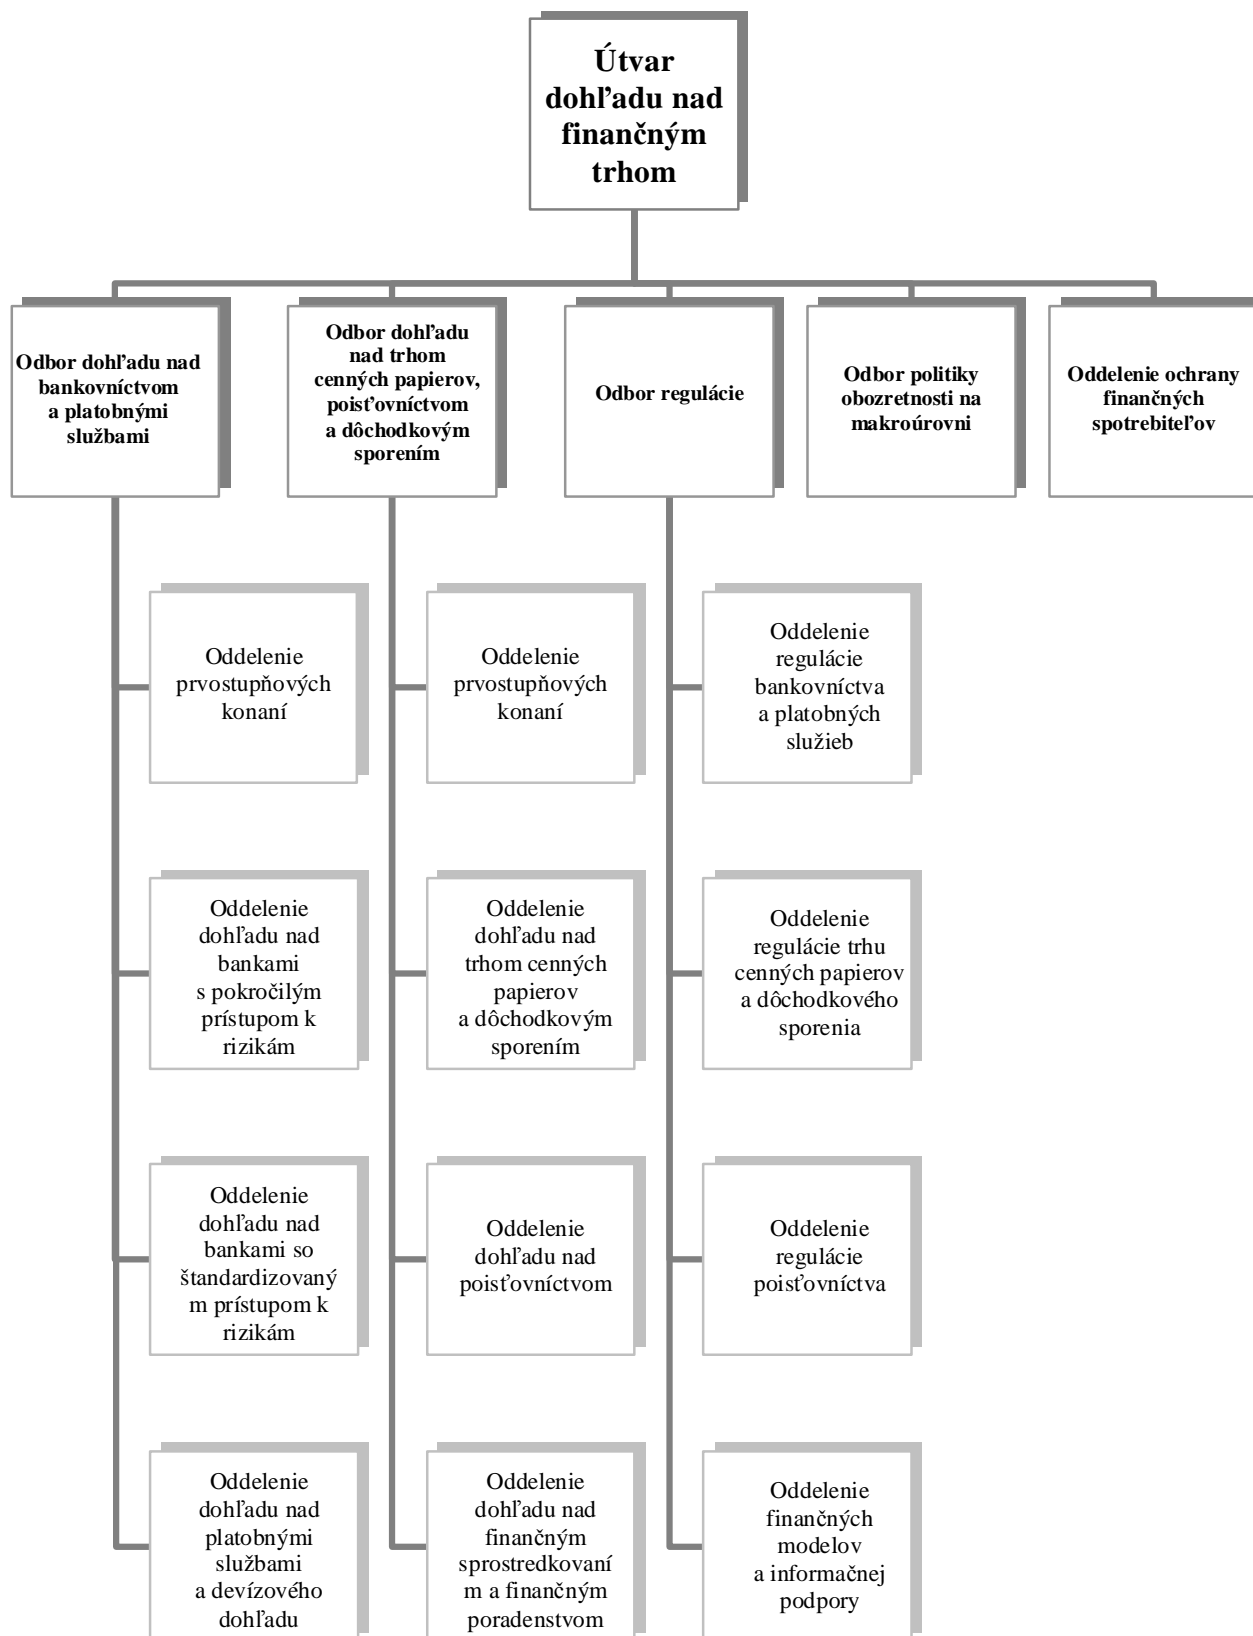 Útvar
dohľadu nad
finančným
trhom
Odbor dohľadu nad
bankovníctvom
a platobnými
službami
Odbor dohľadu
nad trhom
cenných papierov,
poisťovníctvom
a dôchodkovým
sporením
Odbor regulácie
Odbor politiky
obozretnosti na
makroúrovni
Oddelenie ochrany
finančných
spotrebiteľov
Oddelenie
prvostupňových
konaní
Oddelenie
prvostupňových
konaní
Oddelenie
regulácie
bankovníctva
a platobných
služieb
Oddelenie
dohľadu nad
bankami
s pokročilým
prístupom k
rizikám
Oddelenie
dohľadu nad
trhom cenných
papierov
a dôchodkovým
sporením
Oddelenie
regulácie trhu
cenných papierov
a dôchodkového
sporenia
Oddelenie
dohľadu nad
bankami so
štandardizovaný
m prístupom k
rizikám
Oddelenie
dohľadu nad
poisťovníctvom
Oddelenie
regulácie
poisťovníctva
Oddelenie
dohľadu nad
platobnými
službami
a devízového
dohľadu
Oddelenie
dohľadu nad
finančným
sprostredkovaní
m a finančným
poradenstvom
Oddelenie
finančných
modelov
a informačnej
podpory